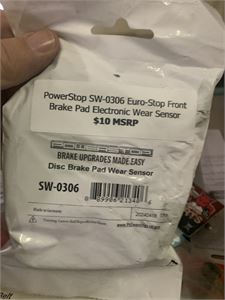 PowerStop SW-0306 Euro-Stop Front
Brake Pad Electronic Wear Sensor
$10 MSRP
BRAKE UPGRADES MADE EASY
Disc Brake Pad Wear Sensor
SW-0306